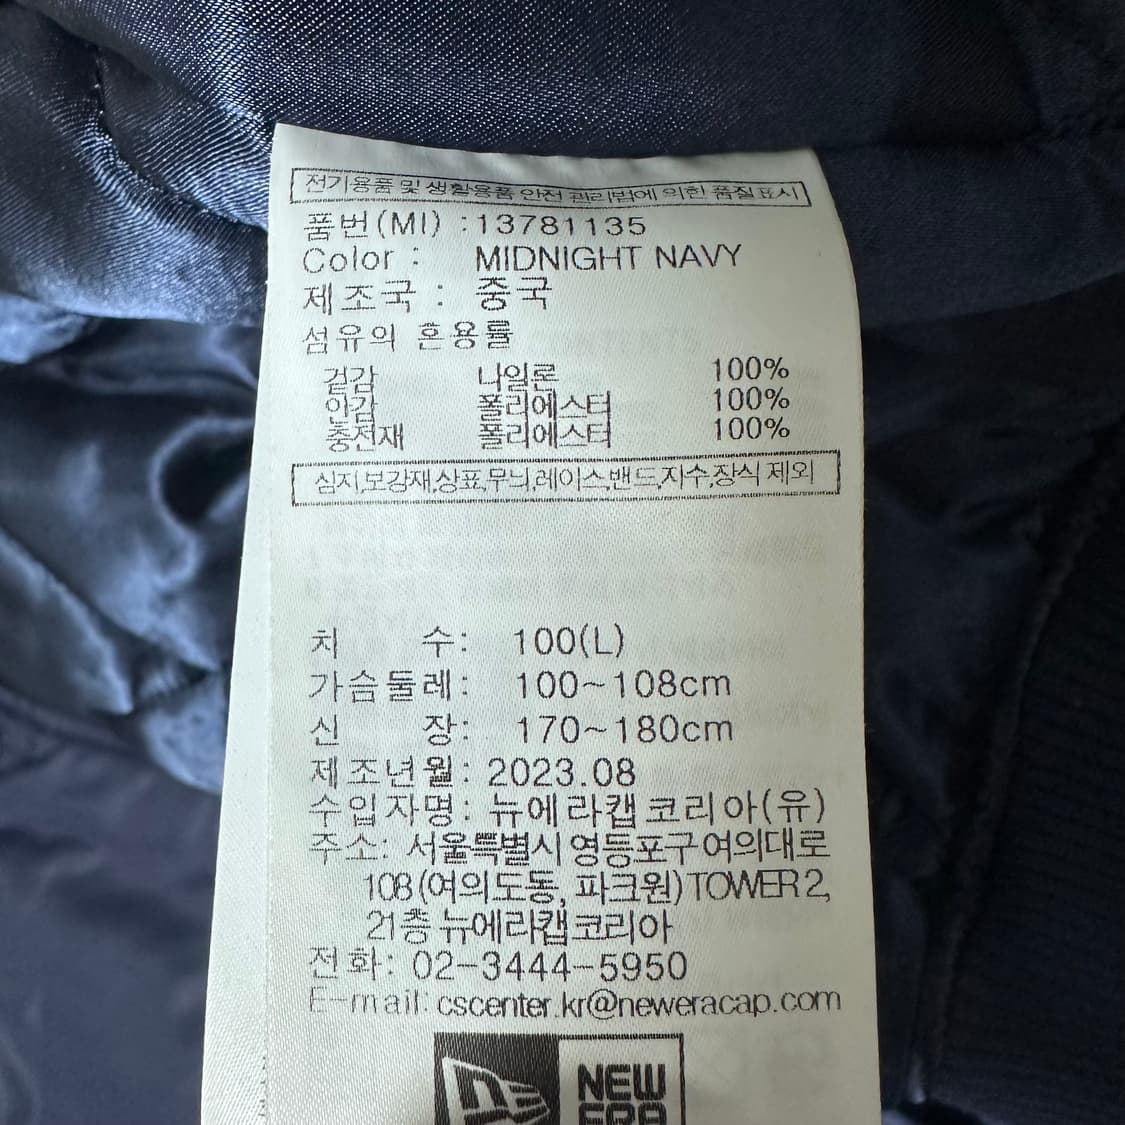 전기용품 및 생활용품 안전 관리법에 의한 품질표시
품번(MI) : 13781135
Color : MIDNIGHT NAVY
제조국 : 중국
섬유의 혼용률
겉감 나일론 100%
안감 폴리에스터 100%
충전재 폴리에스터 100%
심지,보강재,상표,무늬,레이스,밴드,자수,장식 제외
치 수: 100(L)
가슴둘레: 100~108cm
신 장: 170~180cm
제조년월: 2023.08
수입자명: 뉴에라캡코리아(유)
주소: 서울특별시 영등포구 여의대로
108 (여의도동, 파크원) TOWER 2,
21층 뉴에라캡코리아
전화: 02-3444-5950
E-mail: cscenter.kr@neweracap.com
NEW
ERA